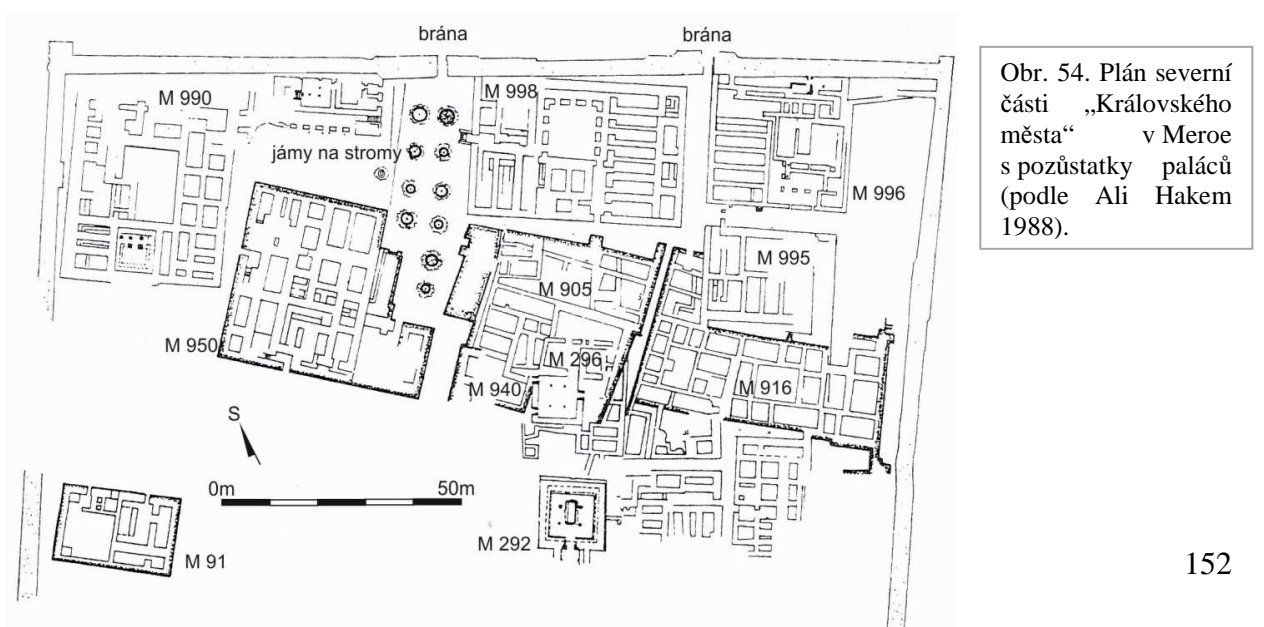 brána
brána
M 990
M 998
jámy na stromy
M 996
M 905
M 995
M 950
M 296
M 940
M 916
S
0m
50m
M 292
M 91
Obr. 54. Plán severní
části „Královského
města“ v Meroe
s pozůstatky paláců
(podle Ali Hakem
1988).
152